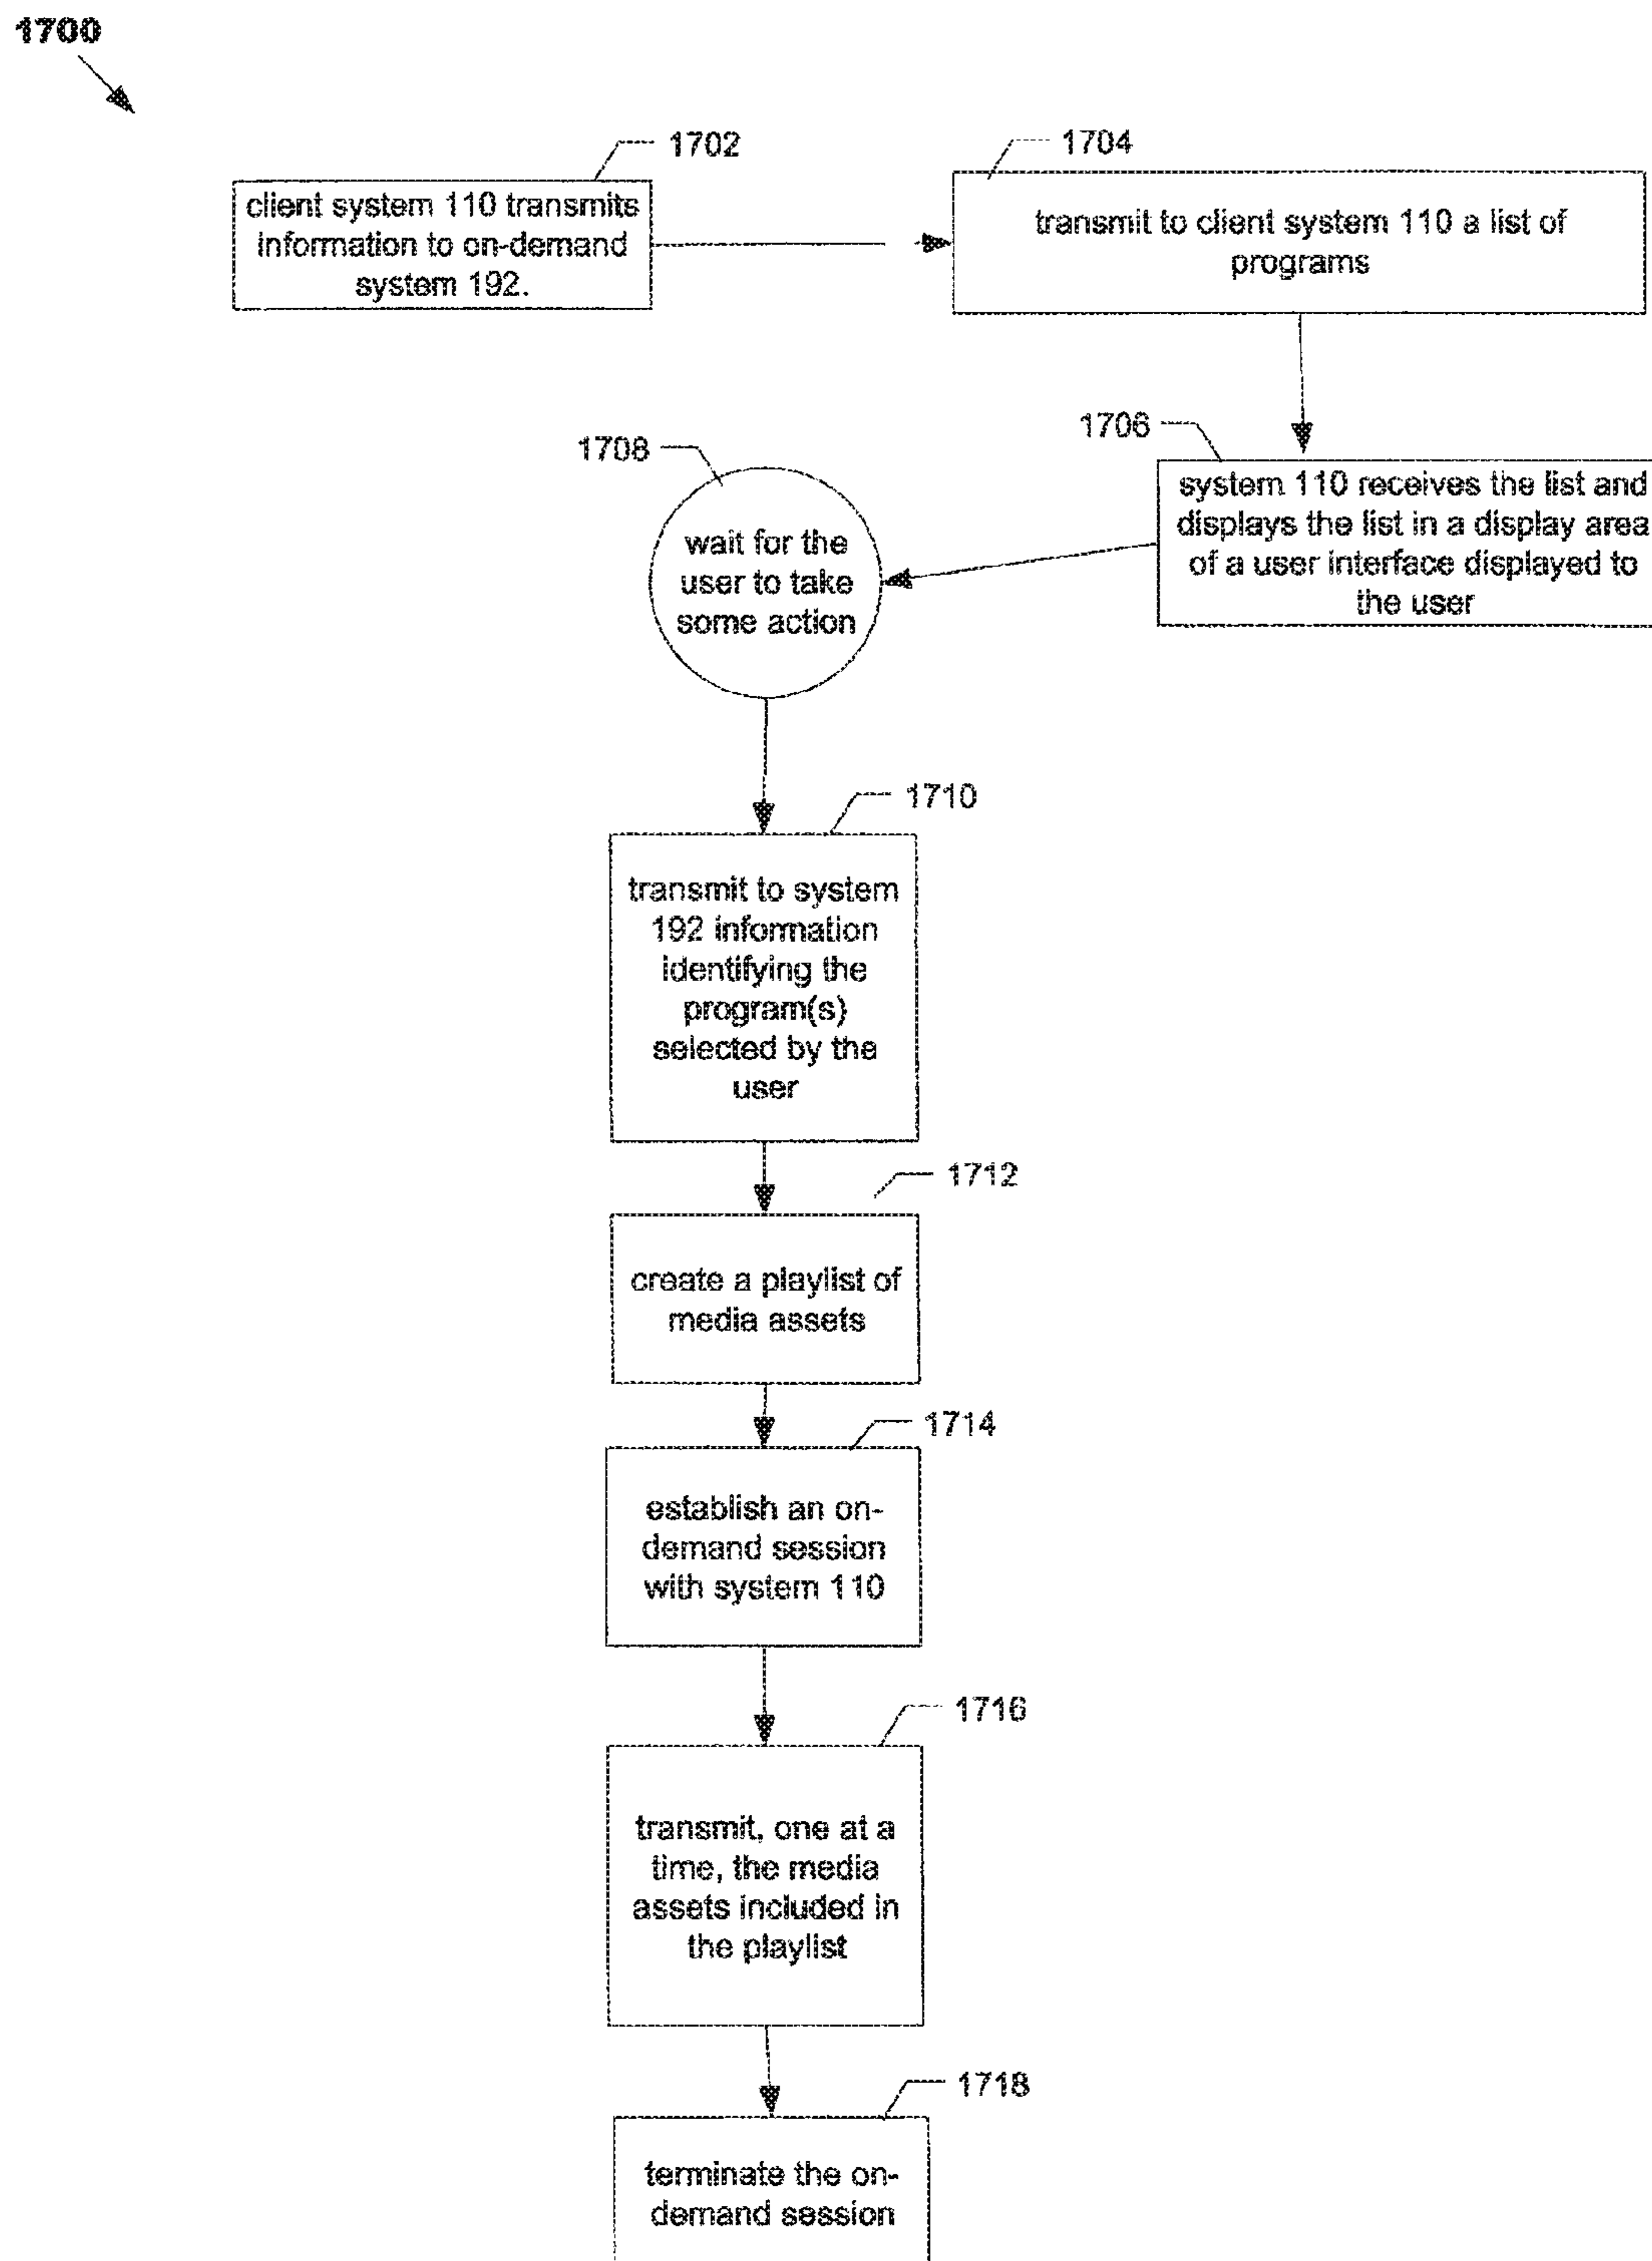 1700
1702
client system 110 transmits
information to on-demand
system 192.
1704
transmit to client system 110 a list of
programs
1706
system 110 receives the list and
displays the list in a display area
of a user interface displayed to
the user
1708
wait for the
user to take
some action
1710
transmit to system
192 information
identifying the
program(s)
selected by the
user
1712
create a playlist of
media assets
1714
establish an on-
demand session
with system 110
1716
transmit, one at a
time, the media
assets included in
the playlist
1718
terminate the on-
demand session